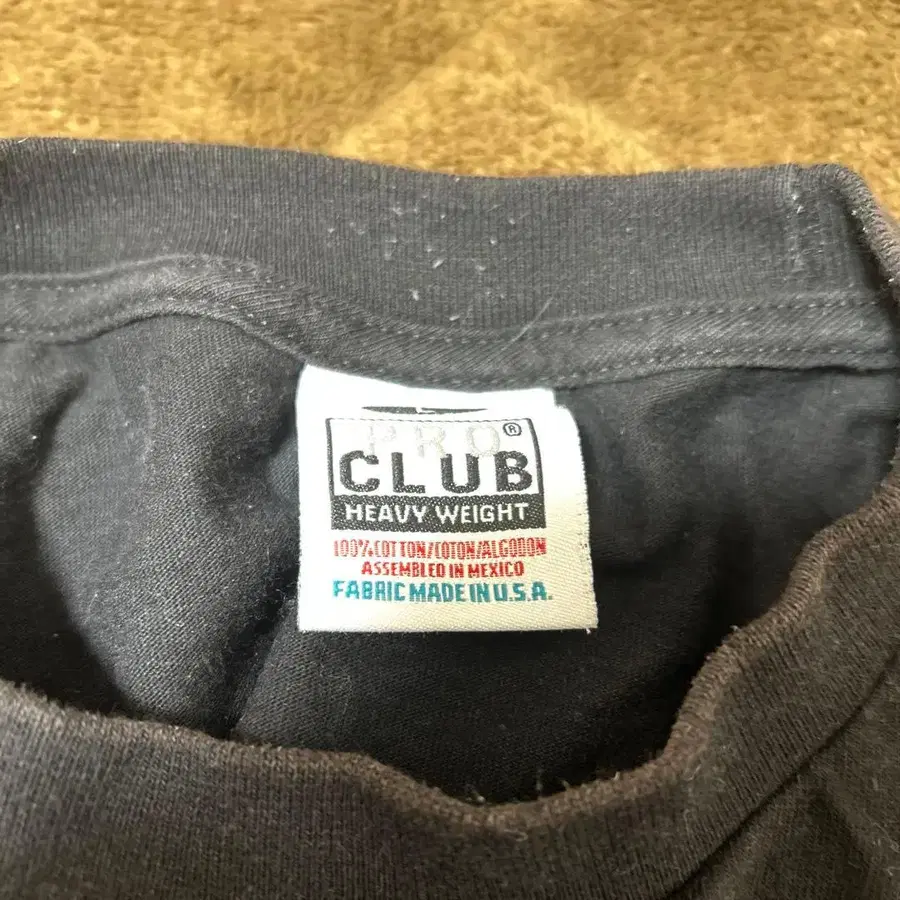 PRO®
CLUB
HEAVY WEIGHT
100%COTTON/COTON/ALGODON
ASSEMBLED IN MEXICO
FABRIC MADE IN U.S.A.